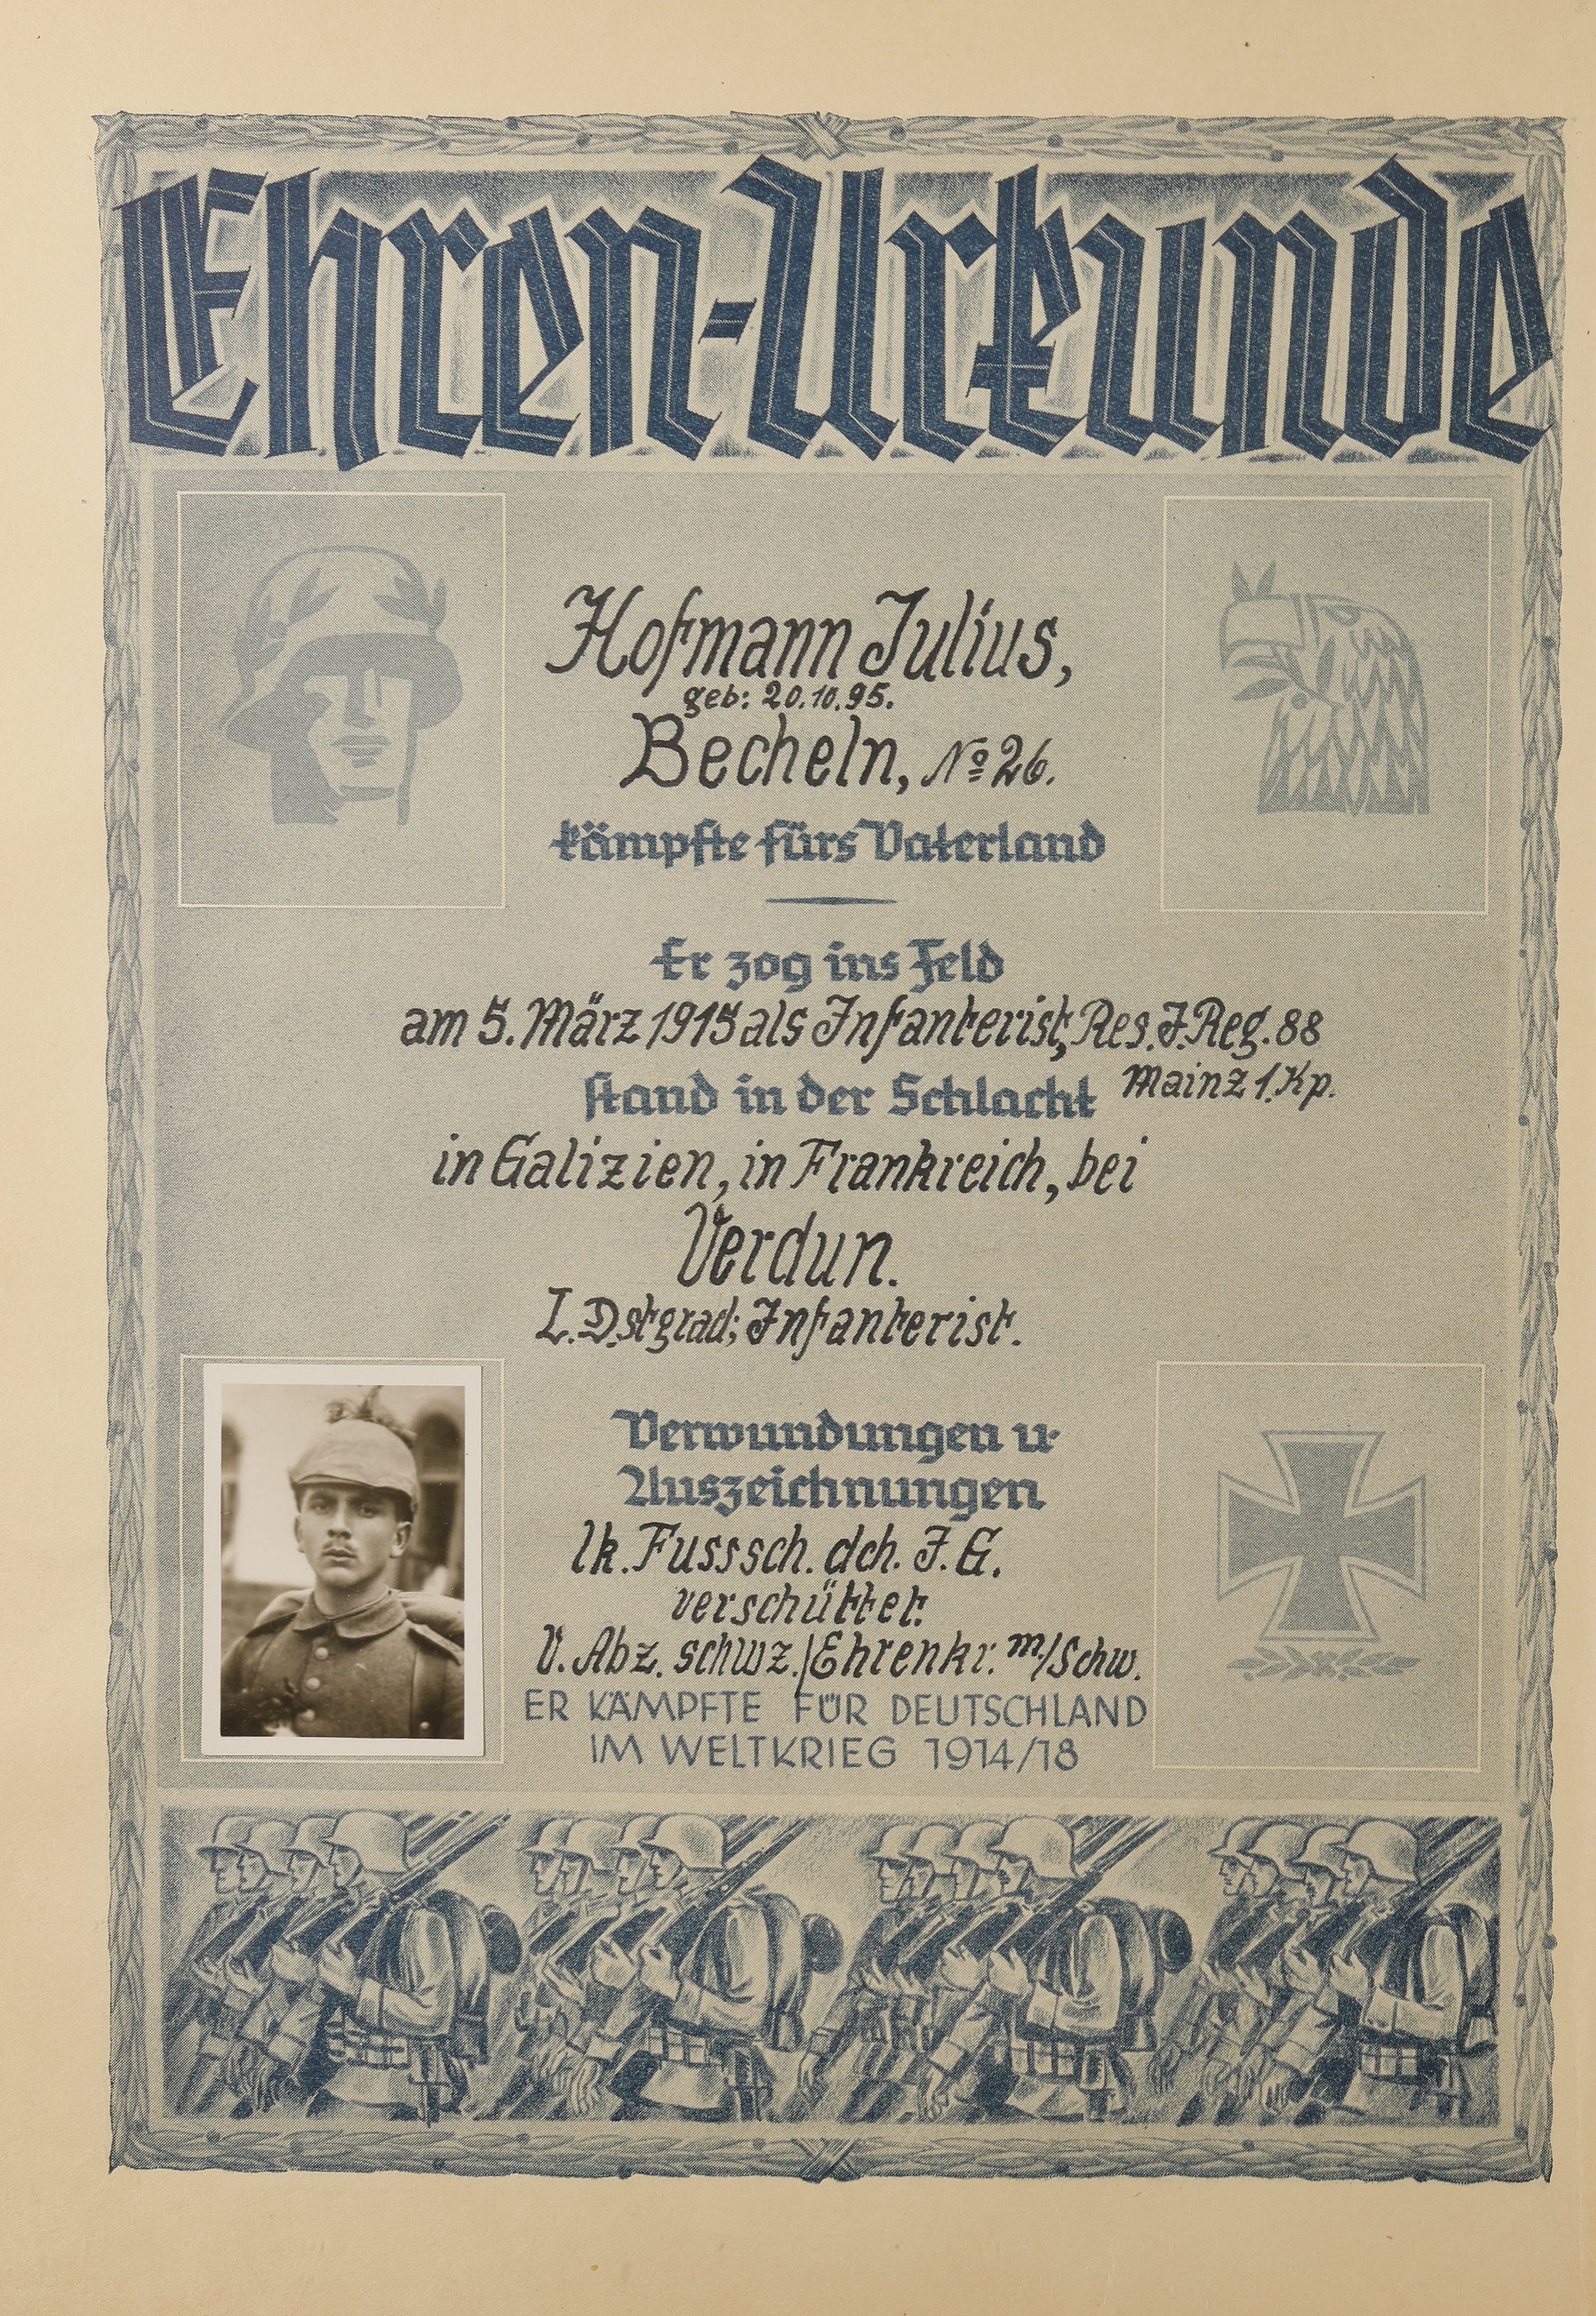 Ehren-Urkunde
Hofmann Julius,
geb: 20.10.95.
Becheln, № 26.
kämpfte fürs Vaterland
Er zog ins Feld
am 5. März 1915 als Infanterist, Res. J. Reg. 88
Mainz 1. Kp.
stand in der Schlacht
in Galizien, in Frankreich, bei
Verdun.
L. Dstgrad; Infanterist.
Verwundungen u.
Auszeichnungen
lk. Fusssch. dch. J. G.
verschüttet.
V. Abz. schwz./Ehrenkr. m/Schw.
ER KÄMPFTE FÜR DEUTSCHLAND
IM WELTKRIEG 1914/18